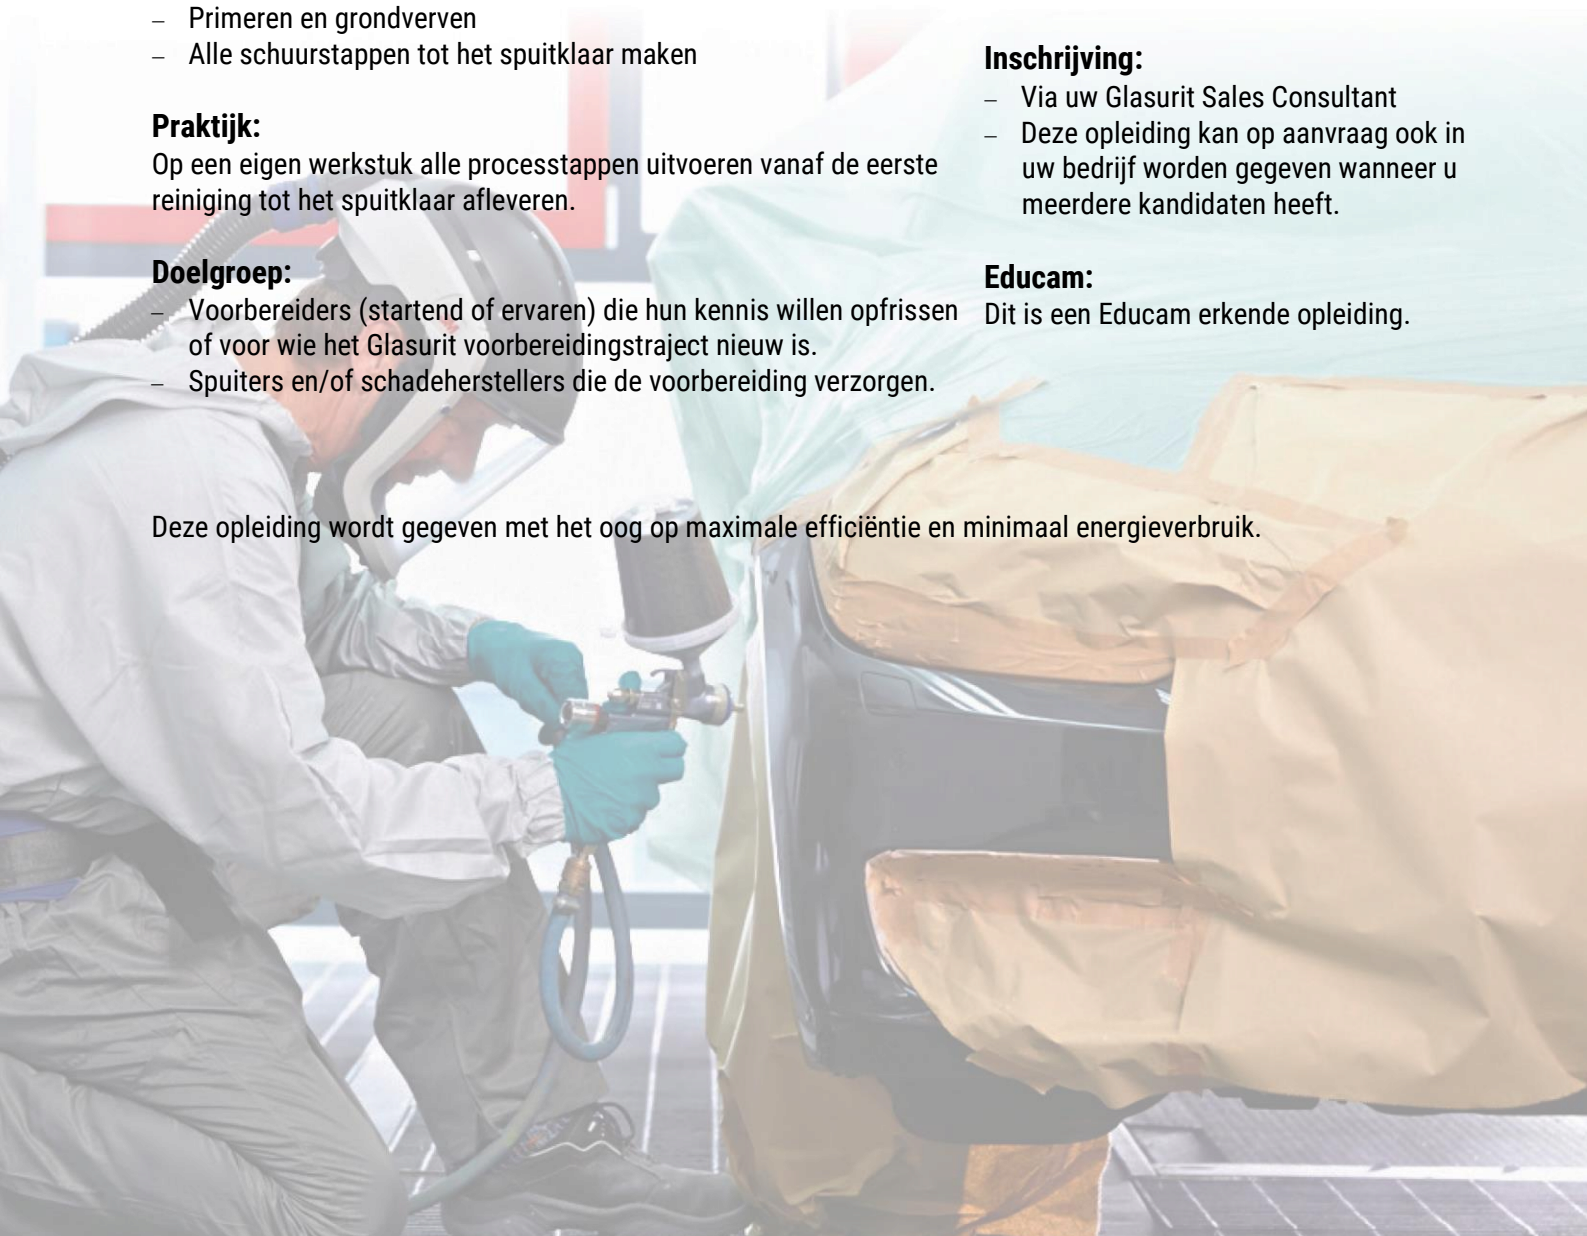 – Primeren en grondverven
– Alle schuurstappen tot het spuitklaar maken
Praktijk:
Op een eigen werkstuk alle processtappen uitvoeren vanaf de eerste
reiniging tot het spuitklaar afleveren.
Doelgroep:
– Voorbereiders (startend of ervaren) die hun kennis willen opfrissen
of voor wie het Glasurit voorbereidingstraject nieuw is.
– Spuiters en/of schadeherstellers die de voorbereiding verzorgen.
Inschrijving:
– Via uw Glasurit Sales Consultant
– Deze opleiding kan op aanvraag ook in
uw bedrijf worden gegeven wanneer u
meerdere kandidaten heeft.
Educam:
Dit is een Educam erkende opleiding.
Deze opleiding wordt gegeven met het oog op maximale efficiëntie en minimaal energieverbruik.